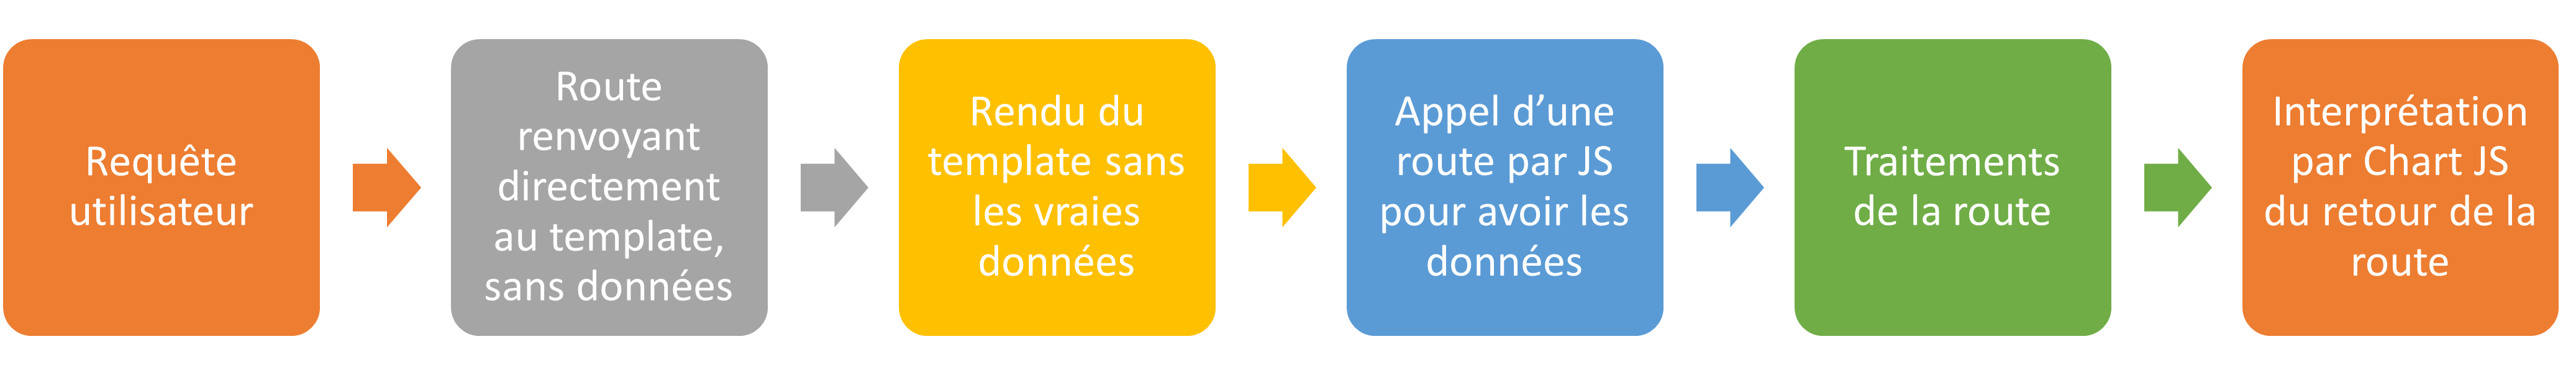 Requête
utilisateur
Route
renvoyant
directement
au template,
sans données
Rendu du
template sans
les vraies
données
Appel d’une
route par JS
pour avoir les
données
Traitements
de la route
Interprétation
par Chart JS
du retour de la
route